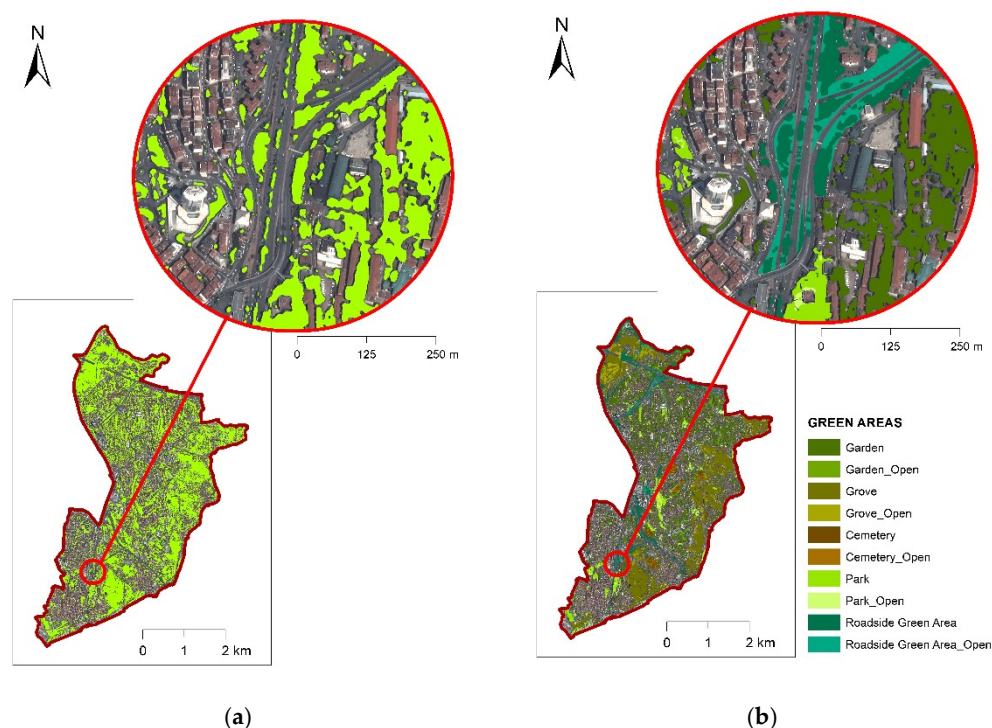 N
N
0 125 250 m
0 125 250 m
GREEN AREAS
Garden
Garden_Open
Grove
Grove_Open
Cemetery
Cemetery_Open
Park
Park_Open
Roadside Green Area
Roadside Green Area_Open
0 1 2 km
0 1 2 km
(a)
(b)